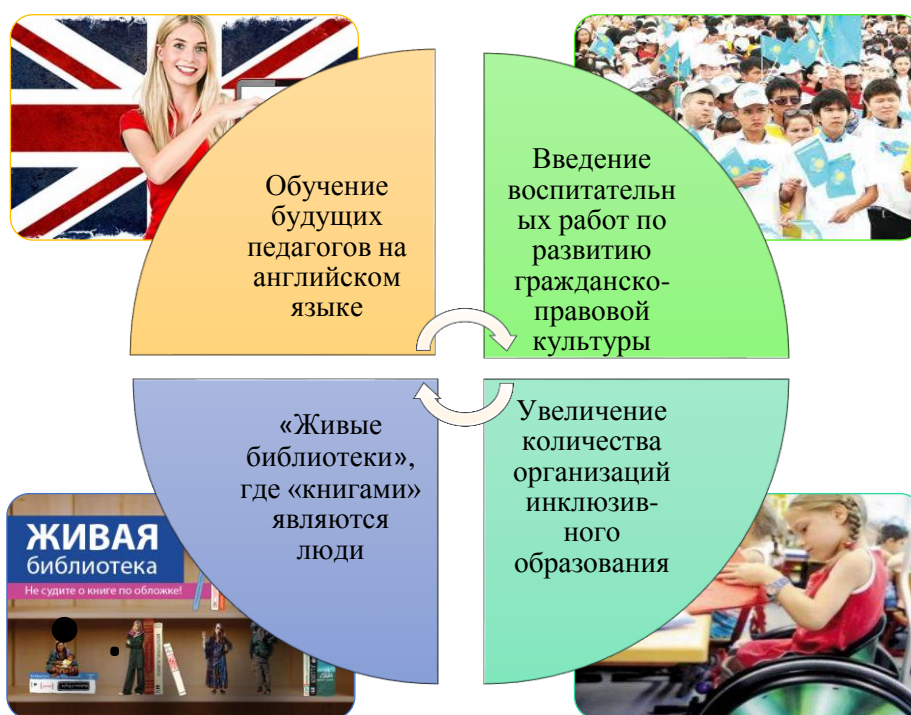 Обучение
будущих
педагогов на
английском
языке
Введение
воспитательн
ых работ по
развитию
гражданско-
правовой
культуры
«Живые
библиотеки»,
где «книгами»
являются
люди
Увеличение
количества
организаций
инклюзив-
ного
образования
ЖИВАЯ
библиотека
Не судите о книге по обложке!